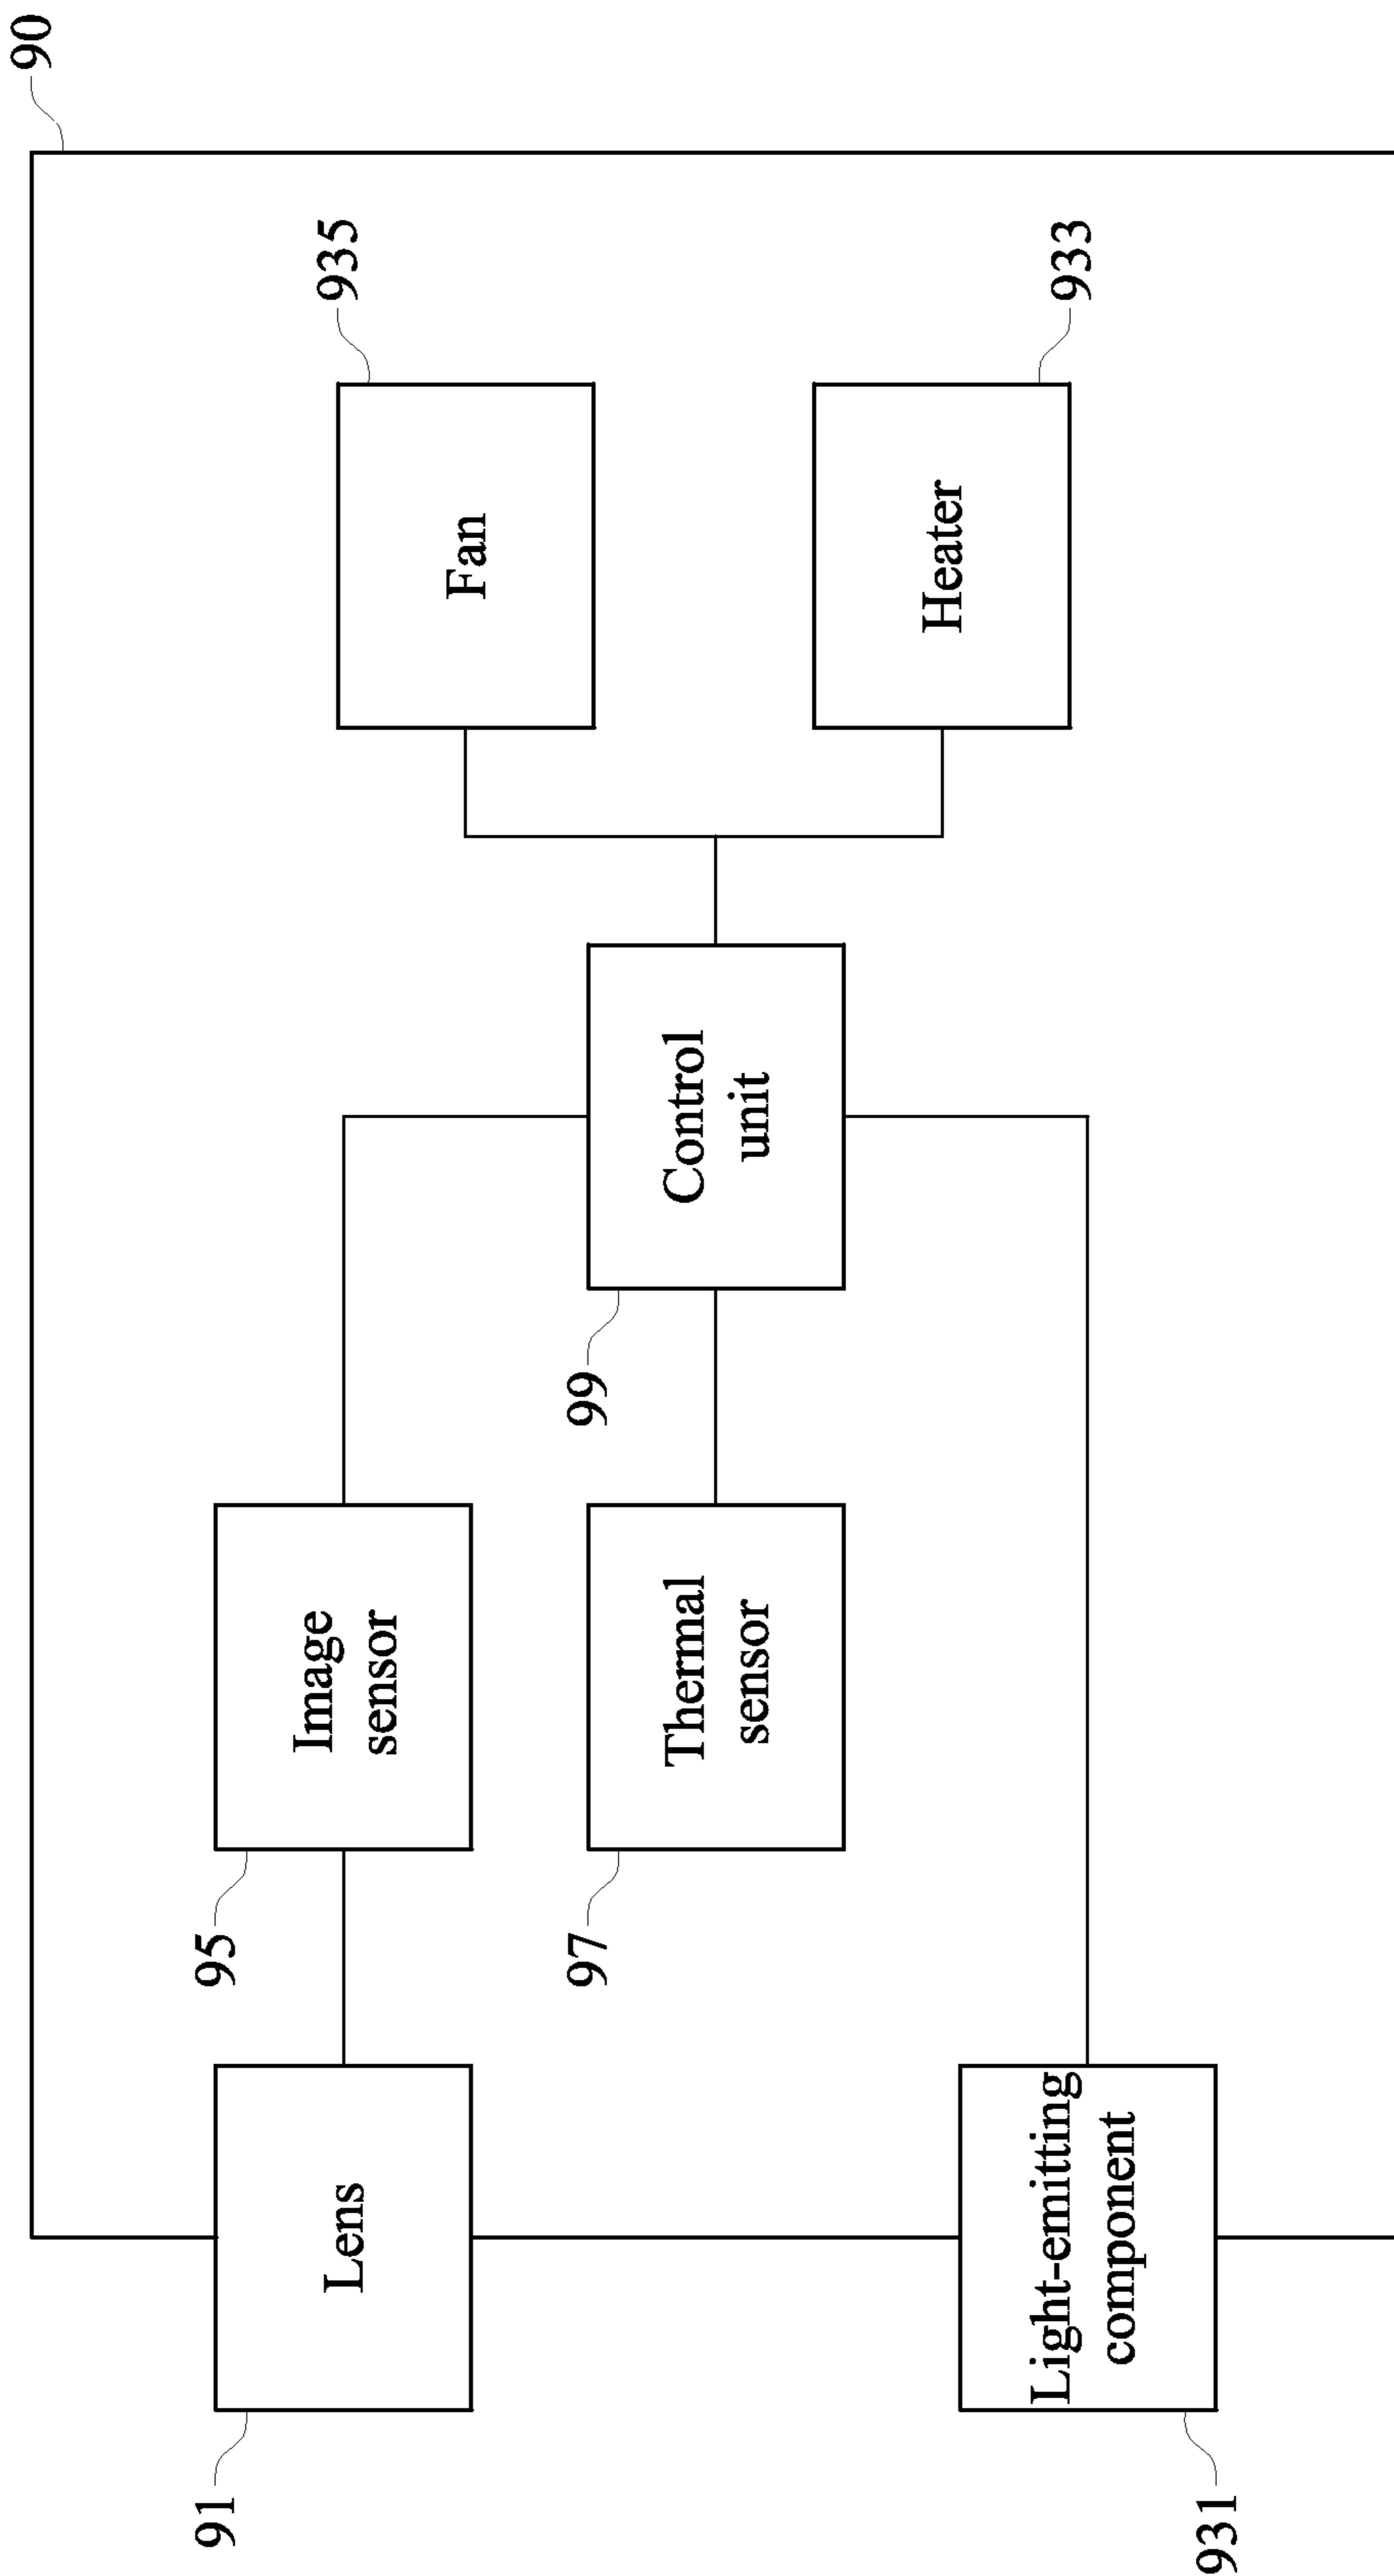 90
91
95
935
Lens
Image
sensor
Fan
97
99
Thermal
sensor
Control
unit
Heater
933
Light-emitting
component
931